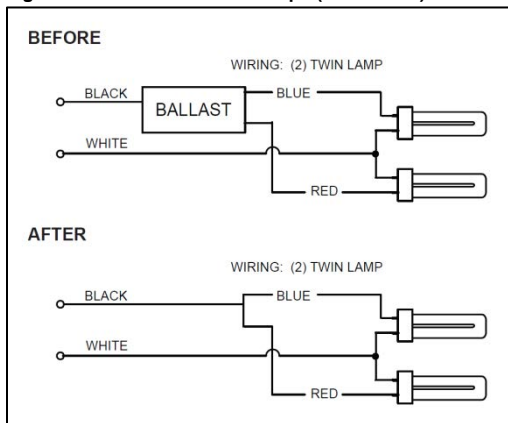 BEFORE
WIRING: (2) TWIN LAMP
BLACK
BALLAST
BLUE
WHITE
RED
AFTER
WIRING: (2) TWIN LAMP
BLACK
BLUE
WHITE
RED